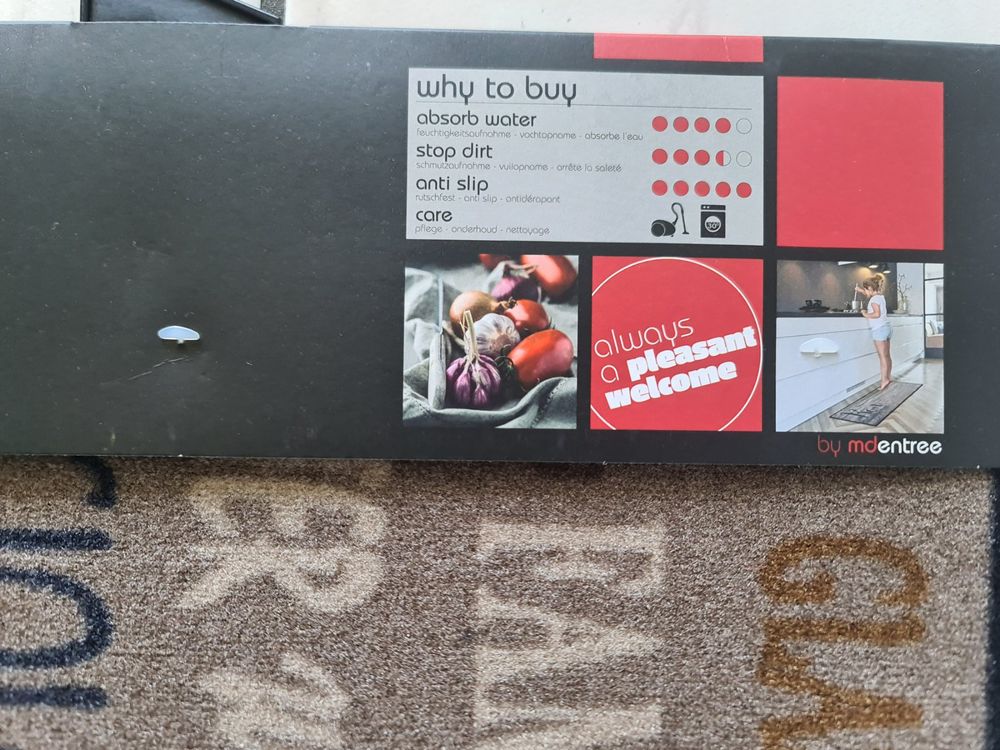 why to buy
absorb water
feuchtigkeitsaufnahme - vochtopname - absorbe l'eau
stop dirt
schmutzaufnahme - vuilopname - arrête la saleté
anti slip
rutschfest - anti slip - antidérapant
care
pflege - onderhoud - nettoyage
30°
always
a pleasant
welcome
by mdentree